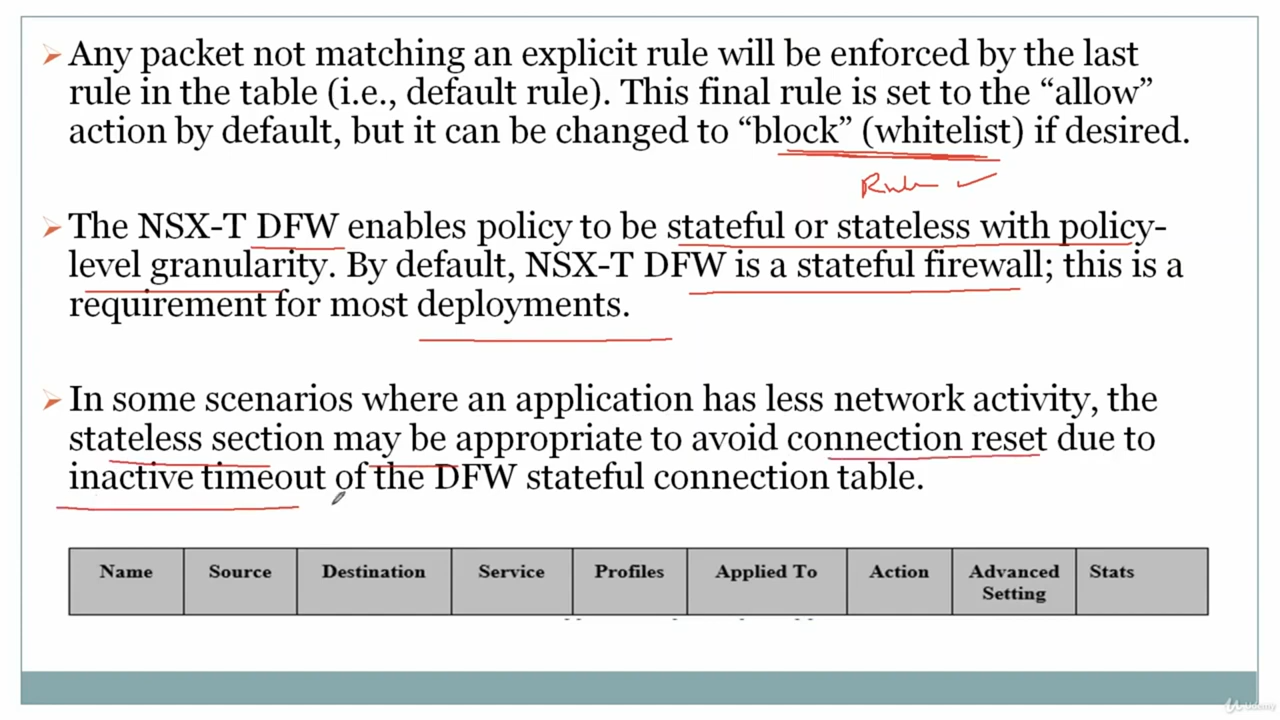 Any packet not matching an explicit rule will be enforced by the last
rule in the table (i.e., default rule). This final rule is set to the “allow”
action by default, but it can be changed to “block” (whitelist) if desired.
Rule
The NSX-T DFW enables policy to be stateful or stateless with policy-
level granularity. By default, NSX-T DFW is a stateful firewall; this is a
requirement for most deployments.
In some scenarios where an application has less network activity, the
stateless section may be appropriate to avoid connection reset due to
inactive timeout of the DFW stateful connection table.
Name Source Destination Service Profiles Applied To Action Advanced Setting Stats
Udemy